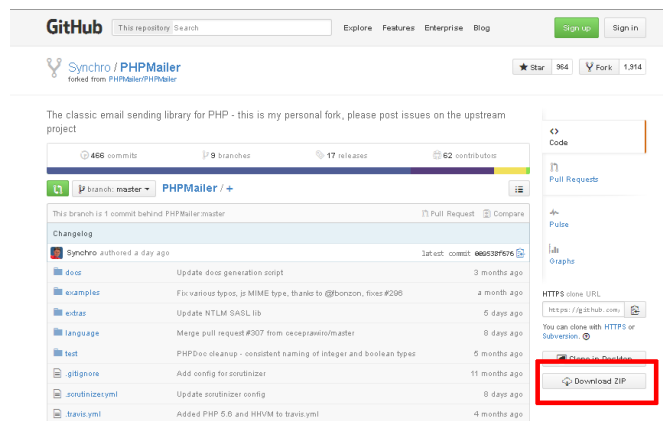 GitHub This repository Search Explore Features Enterprise Blog Sign up Sign in
Synchro / PHPMailer
forked from PHPMailer/PHPMailer
Star 964 Fork 1,914
The classic email sending library for PHP - this is my personal fork, please post issues on the upstream
project
466 commits 9 branches 17 releases 62 contributors
branch: master PHPMailer / +
This branch is 1 commit behind PHPMailer:master Pull Request Compare
Changelog
Synchro authored a day ago latest commit
docs Update docs generation script 3 months ago
examples Fix various typos, js MIME type, thanks to @fbonzon, fixes #296 a month ago
extras Update NTLM SASL lib 5 days ago
language Merge pull request #307 from ceceprawiro/master 8 days ago
test PHPDoc cleanup - consistent naming of integer and boolean types 5 months ago
.gitignore Add config for scrutinizer 11 months ago
.scrutinizer.yml Update scrutinizer config 8 days ago
.travis.yml Added PHP 5.6 and HHVM to travis.yml 4 months ago
Code
Pull Requests
Pulse
Graphs
HTTPS clone URL
https://github.com/
You can clone with HTTPS or
Subversion.
Clone in Desktop
Download ZIP